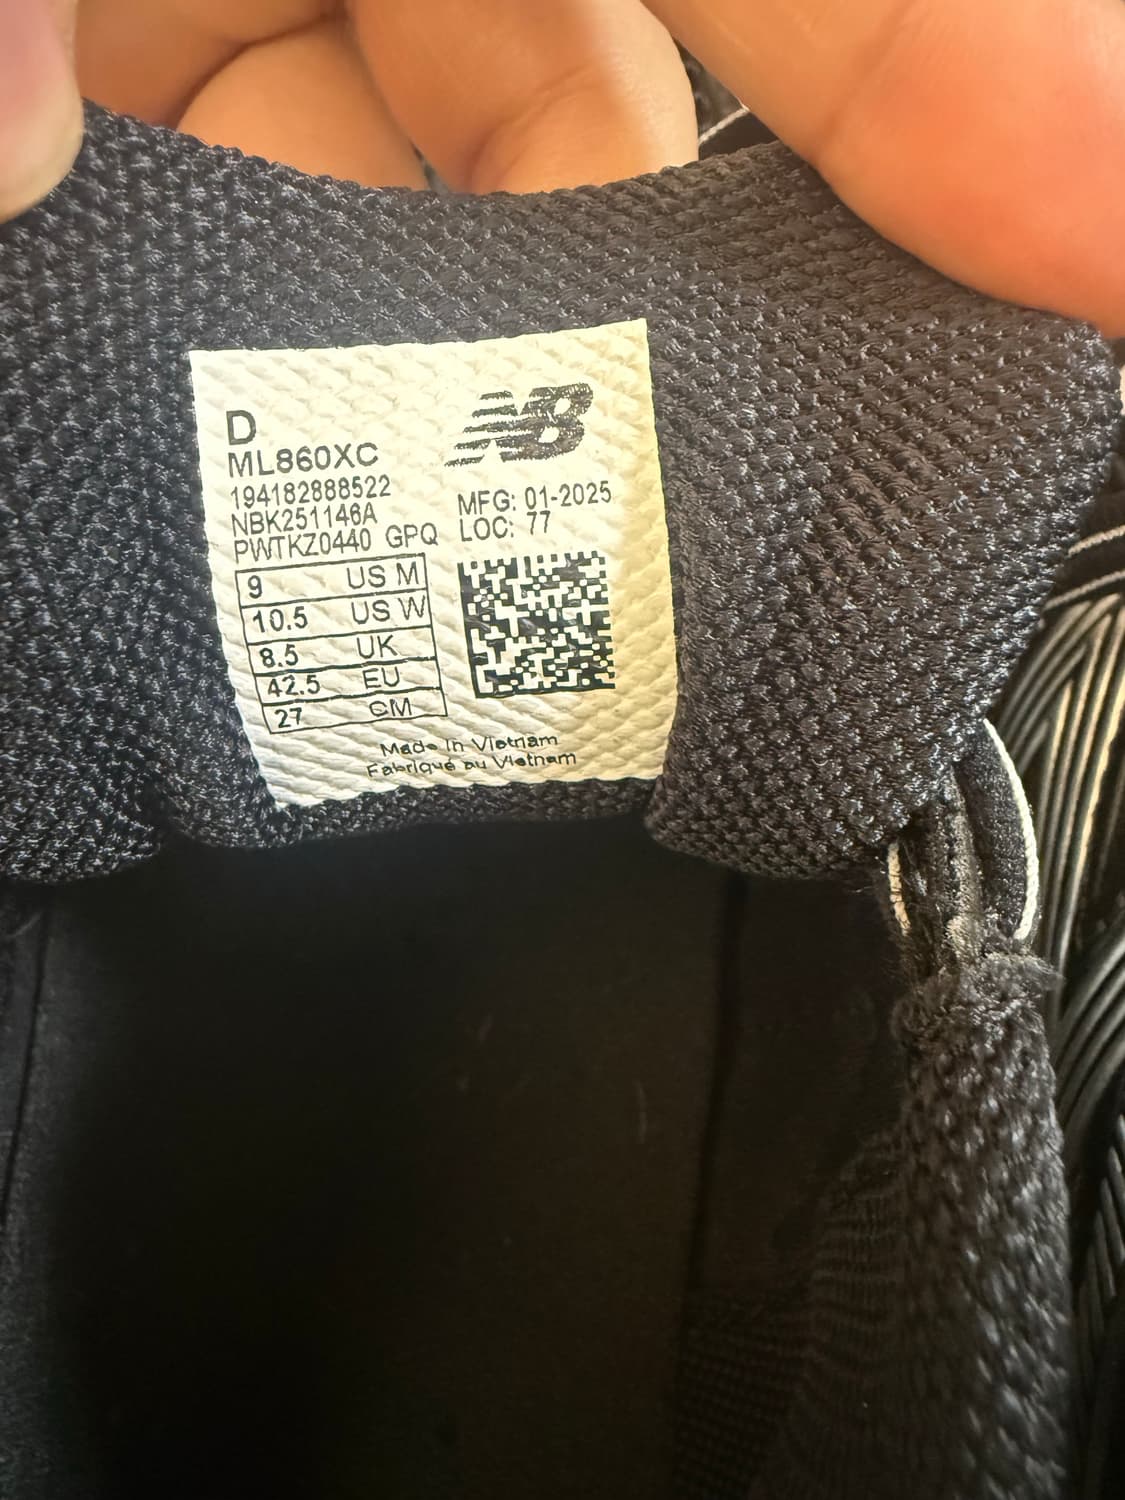 D
ML860XC
194182888522
NBK251146A
PWTKZ0440 GPQ
NB
MFG: 01-2025
LOC: 77
9 US M
10.5 US W
8.5 UK
42.5 EU
27 CM
Made in Vietnam
Fabriqué au Vietnam